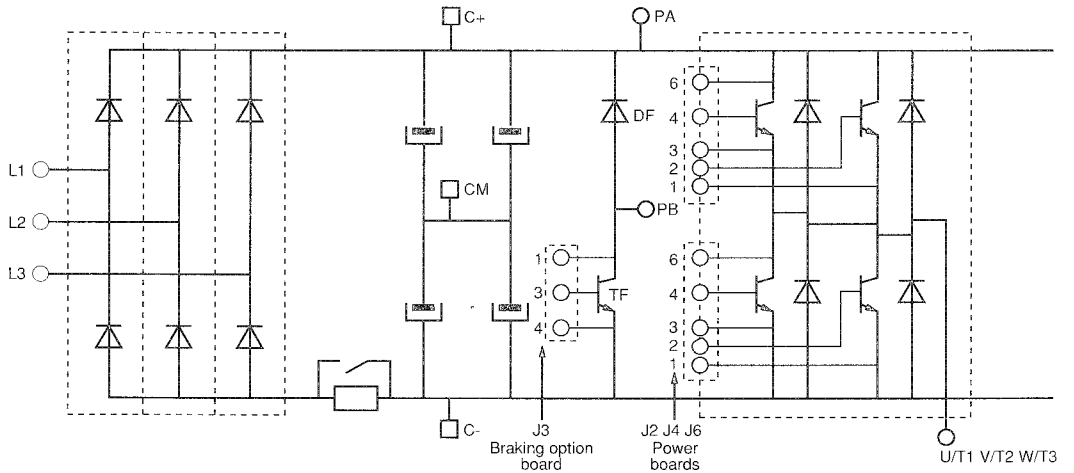 C+
PA
6
DF
4
3
2
1
L1
CM
PB
L2
L3
1
3
TF
4
6
4
3
2
1
C-
J3
Braking option
board
J2 J4 J6
Power
boards
U/T1 V/T2 W/T3